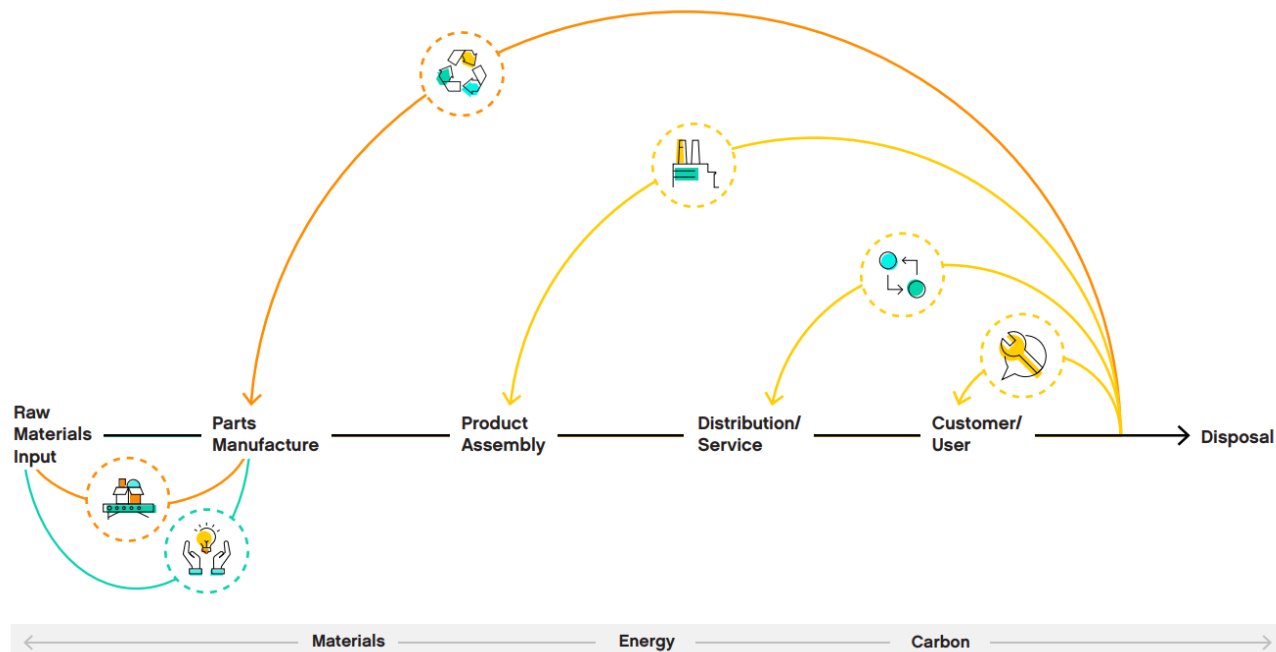 Raw
Materials
Input
Parts
Manufacture
Product
Assembly
Distribution/
Service
Customer/
User
Disposal
Materials
Energy
Carbon